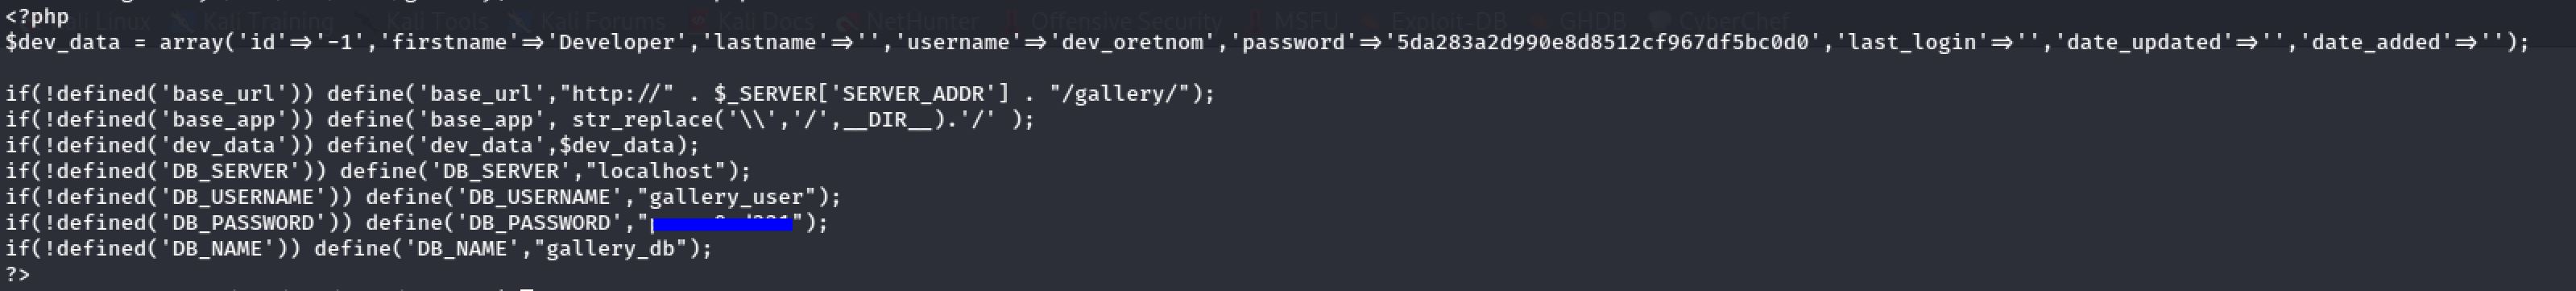 Kali Linux Kali Training Kali Tools Kali Forums Kali Docs NetHunter Offensive Security MSFU Exploit-DB GHDB CyberChef
<?php
$dev_data = array('id'⇒'-1','firstname'⇒'Developer','lastname'⇒'','username'⇒'dev_oretnom','password'⇒'5da283a2d990e8d8512cf967df5bc0d0','last_login'⇒'','date_updated'⇒'','date_added'⇒'');
if(!defined('base_url')) define('base_url',"http://" . $_SERVER['SERVER_ADDR'] . "/gallery/");
if(!defined('base_app')) define('base_app', str_replace('\\','/',__DIR__).'/' );
if(!defined('dev_data')) define('dev_data',$dev_data);
if(!defined('DB_SERVER')) define('DB_SERVER',"localhost");
if(!defined('DB_USERNAME')) define('DB_USERNAME',"gallery_user");
if(!defined('DB_PASSWORD')) define('DB_PASSWORD',"");
if(!defined('DB_NAME')) define('DB_NAME',"gallery_db");
?>